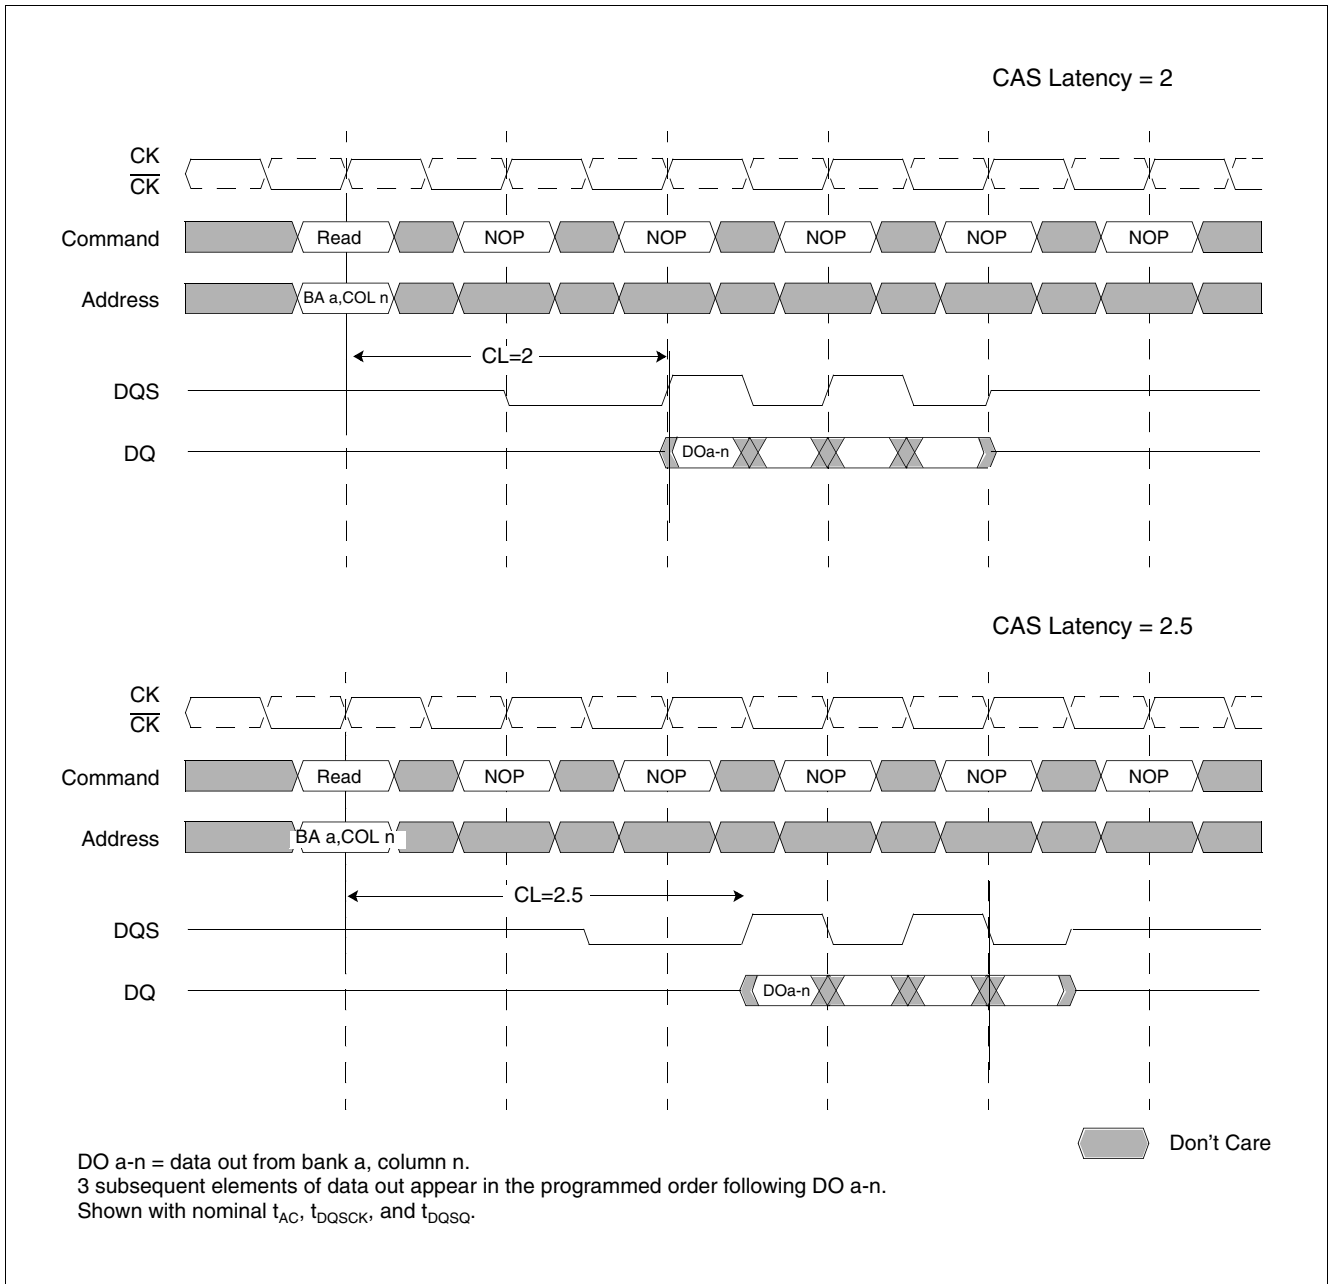 CAS Latency = 2
CK
CK
Command Read NOP NOP NOP NOP NOP
Address BA a,COL n
CL=2
DQS
DQ DOa-n
CAS Latency = 2.5
CK
CK
Command Read NOP NOP NOP NOP NOP
Address BA a,COL n
CL=2.5
DQS
DQ DOa-n
Don't Care
DO a-n = data out from bank a, column n.
3 subsequent elements of data out appear in the programmed order following DO a-n.
Shown with nominal tAC, tDQSCK, and tDQSQ.